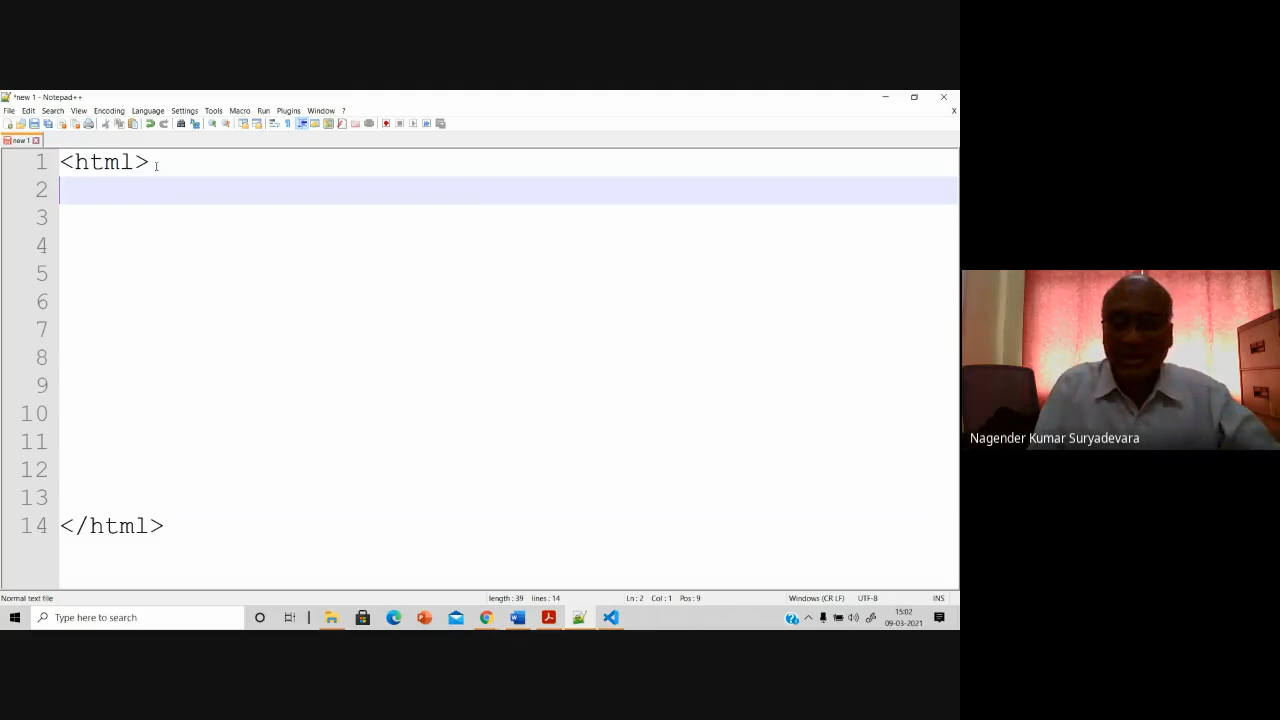 *new 1 - Notepad++
File Edit Search View Encoding Language Settings Tools Macro Run Plugins Window ? X
new 1
1 <html>
2
3
4
5
6
7
8
9
10
11
12
13
14 </html>
Nagender Kumar Suryadevara
Normal text file length : 39 lines : 14 Ln : 2 Col : 1 Pos : 9 Windows (CR LF) UTF-8 INS
Type here to search
15:02
09-03-2021